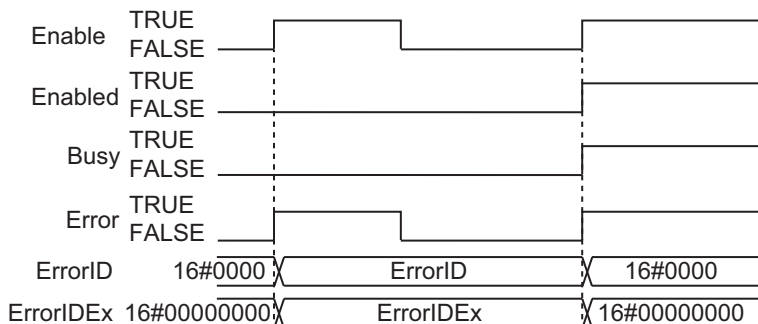 Enable TRUE
FALSE
Enabled TRUE
FALSE
Busy TRUE
FALSE
Error TRUE
FALSE
ErrorID 16#0000 ErrorID 16#0000
ErrorIDEx 16#00000000 ErrorIDEx 16#00000000